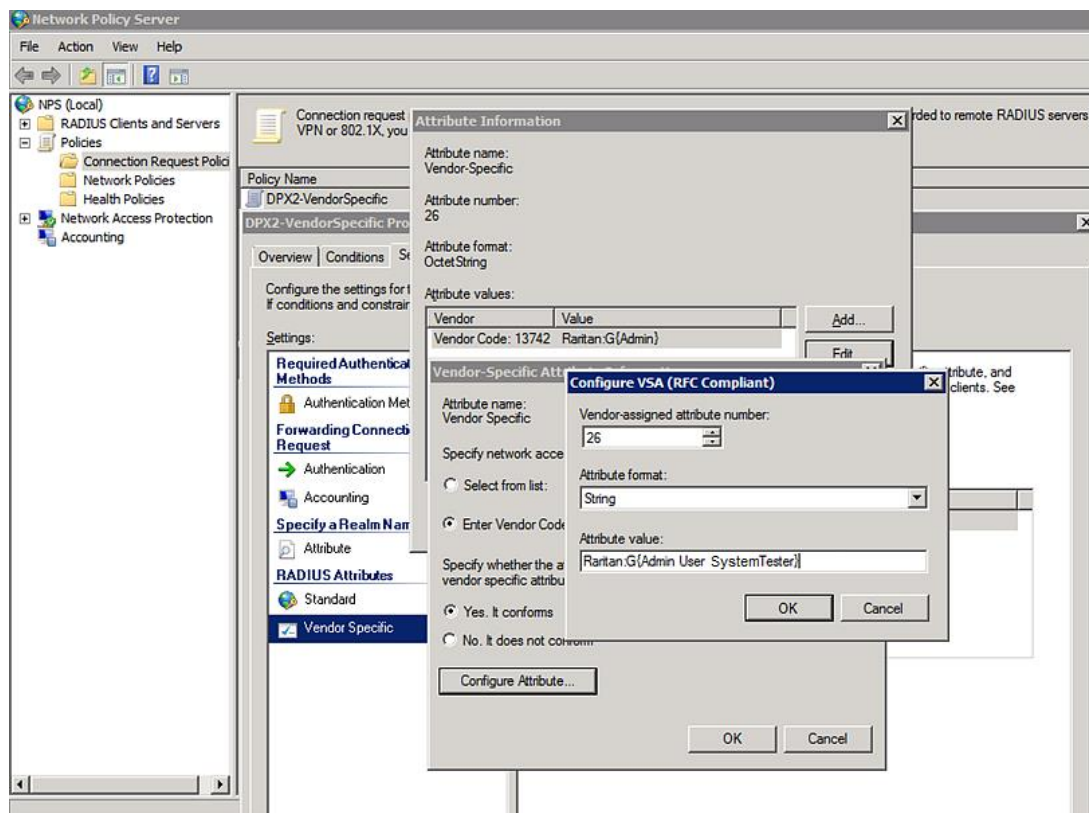 Network Policy Server
File Action View Help
NPS (Local)
RADIUS Clients and Servers
Policies
Connection Request Polici
Network Policies
Health Policies
Network Access Protection
Accounting
Connection request
VPN or 802.1X, you
rded to remote RADIUS servers
Policy Name
DPX2-VendorSpecific
DPX2-VendorSpecific Pro
Overview Conditions Se
Configure the settings for t
If conditions and constrair
Settings:
Required Authenticat
Methods
Authentication Met
Forwarding Connecti
Request
Authentication
Accounting
Specify a Realm Nam
Attribute
RADIUS Attributes
Standard
Vendor Specific
Attribute Information
Attribute name:
Vendor-Specific
Attribute number:
26
Attribute format:
OctetString
Attribute values:
Vendor Value
Vendor Code: 13742 Raritan:G{Admin}
Add...
Edit
tribute, and
clients. See
Vendor-Specific Att
Attribute name:
Vendor Specific
Specify network acce
Select from list:
Enter Vendor Code
Specify whether the a
vendor specific attribu
Yes. It conforms
No. It does not conform
Configure Attribute...
OK Cancel
Configure VSA (RFC Compliant)
Vendor-assigned attribute number:
26
Attribute format:
String
Attribute value:
Raritan:G{Admin User SystemTester}
OK Cancel